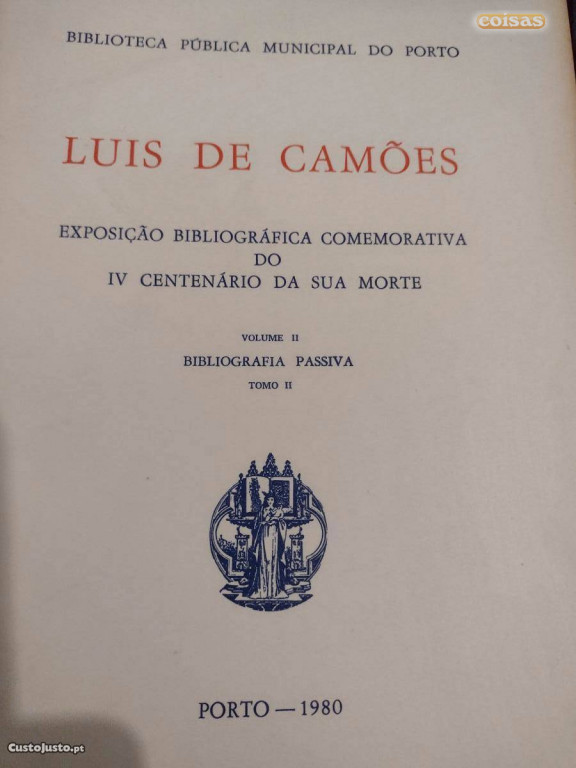 coisas
BIBLIOTECA PÚBLICA MUNICIPAL DO PORTO
LUIS DE CAMÕES
EXPOSIÇÃO BIBLIOGRÁFICA COMEMORATIVA
DO
IV CENTENÁRIO DA SUA MORTE
VOLUME II
BIBLIOGRAFIA PASSIVA
TOMO II
PORTO — 1980
CustoJusto.pt